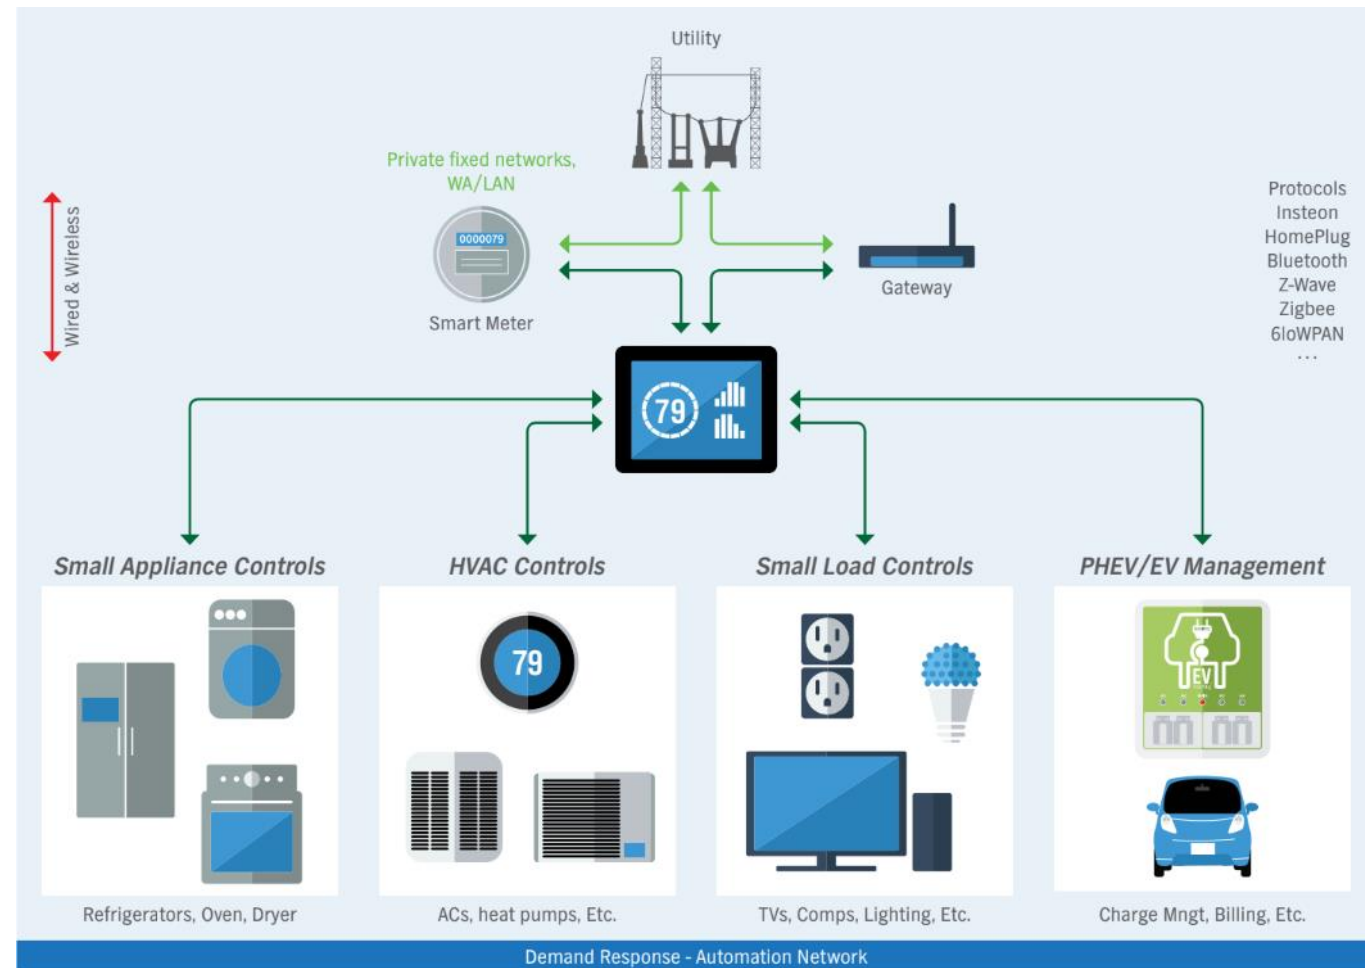 Utility
Private fixed networks,
WA/LAN
Wired & Wireless
0000079
Smart Meter
Gateway
Protocols
Insteon
HomePlug
Bluetooth
Z-Wave
Zigbee
6loWPAN
...
79
Small Appliance Controls
HVAC Controls
Small Load Controls
PHEV/EV Management
79
EV
Refrigerators, Oven, Dryer
ACs, heat pumps, Etc.
TVs, Comps, Lighting, Etc.
Charge Mngt, Billing, Etc.
Demand Response - Automation Network